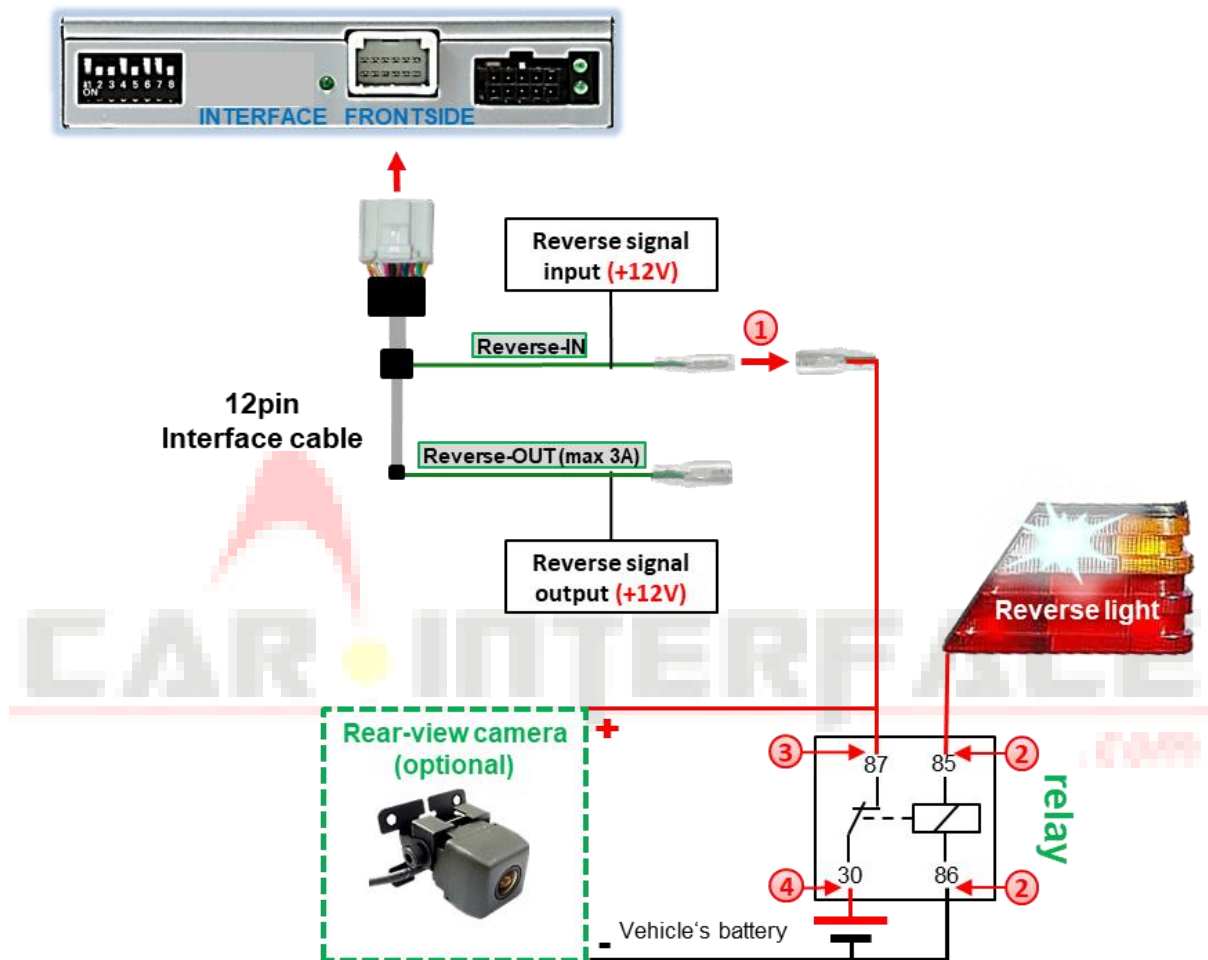 ON
1 2 3 4 5 6 7 8
INTERFACE FRONTSIDE
Reverse signal
input (+12V)
1
Reverse-IN
12pin
Interface cable
Reverse-OUT(max 3A)
Reverse signal
output (+12V)
Reverse light
CAR INTERFACE
.com
Rear-view camera
(optional)
+
3
87
85
2
relay
4
30
86
2
- Vehicle‘s battery